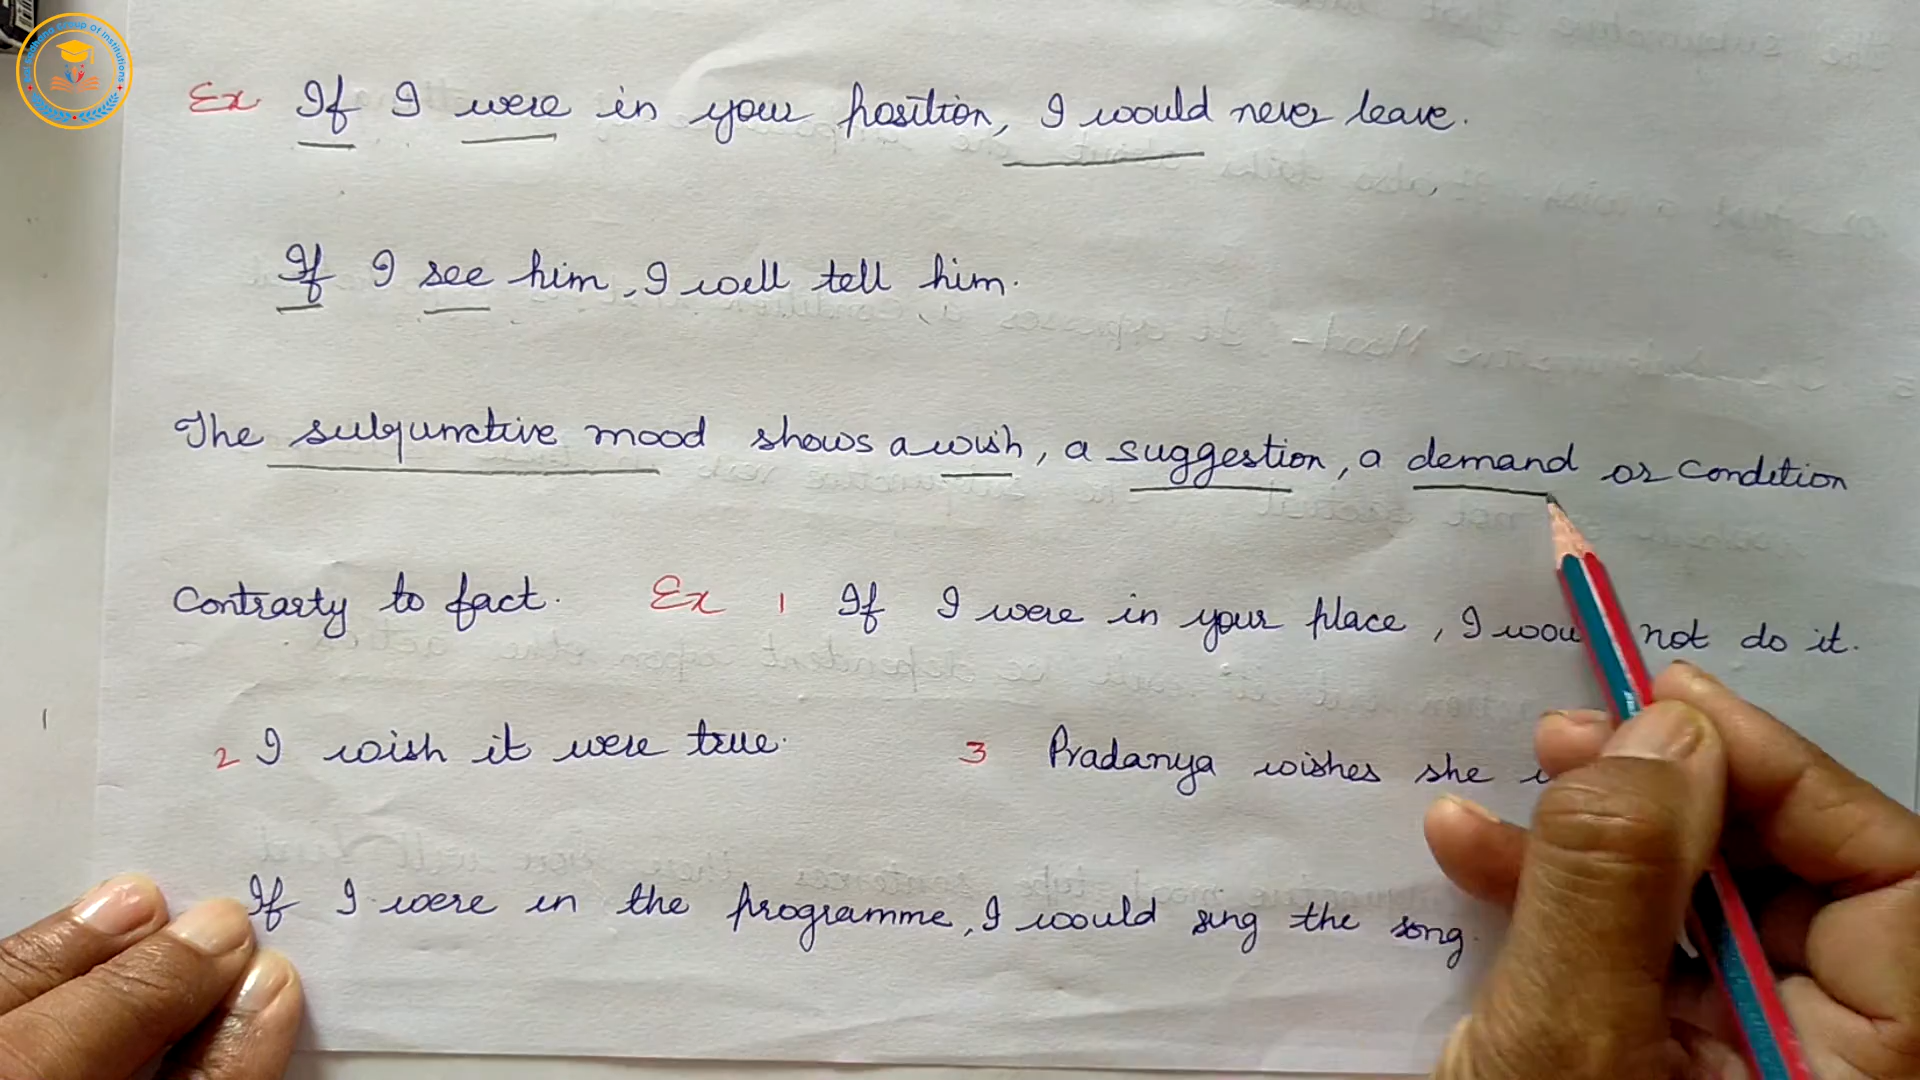 Ex If I were in your position, I would never leave.
If I see him, I will tell him.
The subjunctive mood shows a wish, a suggestion, a demand or condition
contrarty to fact. Ex 1 If I were in your place, I wou not do it.
2 I wish it were true. 3 Pradanya wishes she
If I were in the programme, I would sing the song.